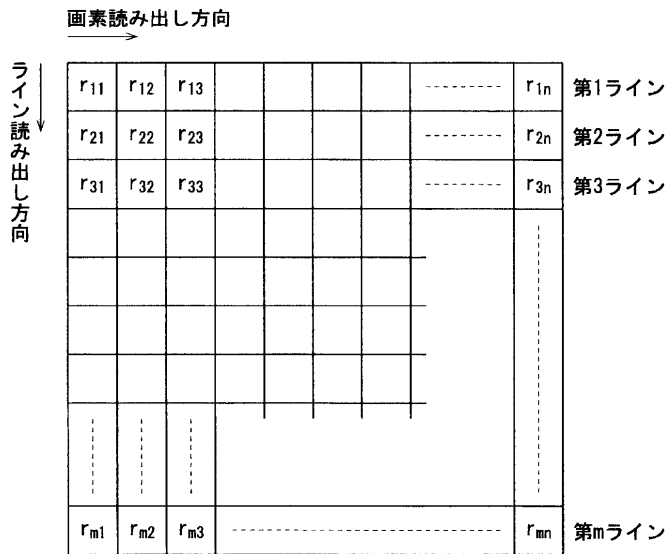 画素読み出し方向
ライン読み出し方向
r11 r12 r13 r1n 第1ライン
r21 r22 r23 r2n 第2ライン
r31 r32 r33 r3n 第3ライン
rm1 rm2 rm3 rmn 第mライン